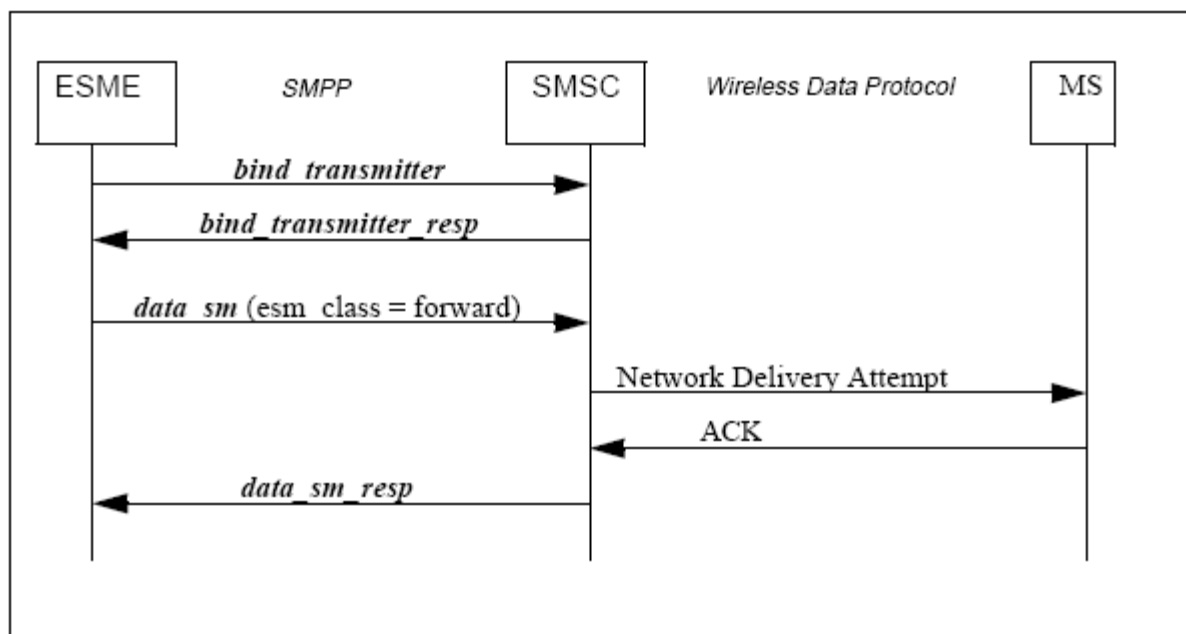 ESME
SMPP
SMSC
Wireless Data Protocol
MS
bind_transmitter
bind_transmitter_resp
data_sm (esm_class = forward)
Network Delivery Attempt
ACK
data_sm_resp